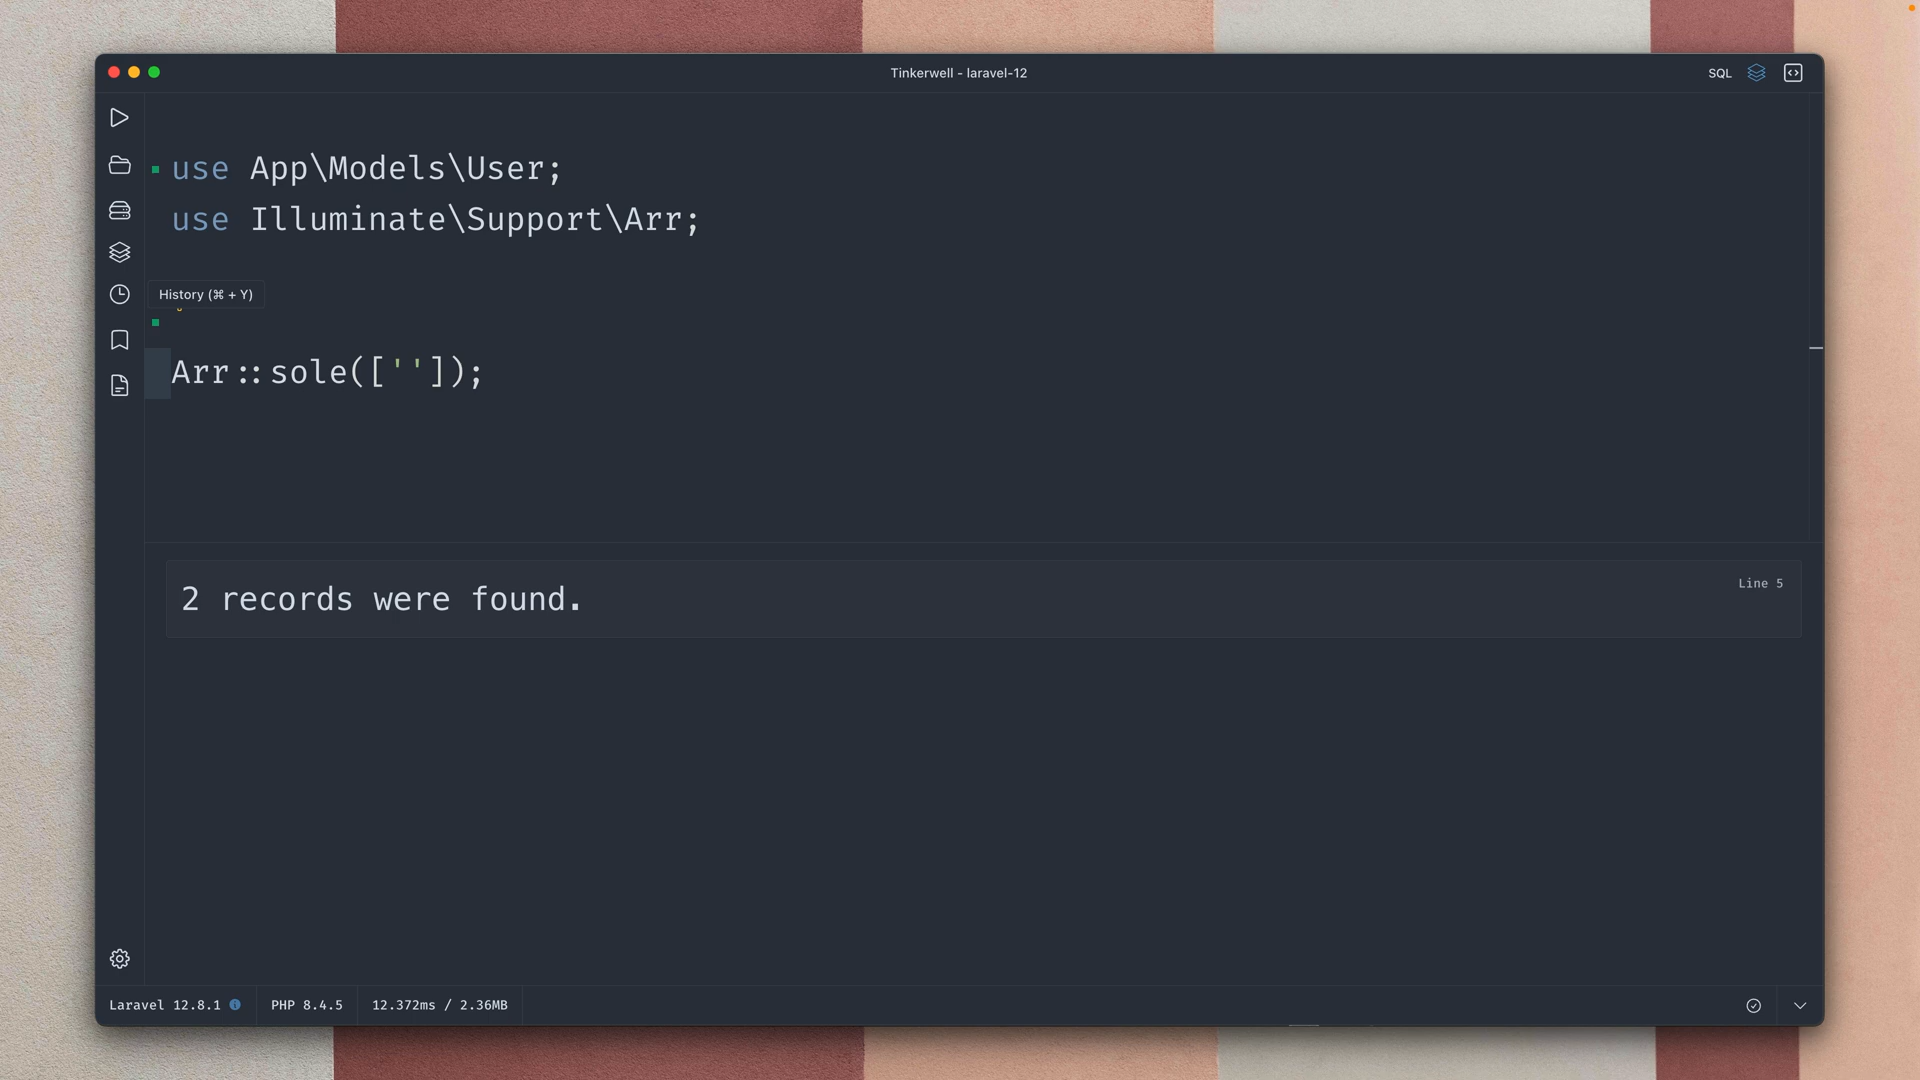 Tinkerwell - laravel-12
SQL
use App\Models\User;
use Illuminate\Support\Arr;
History (⌘ + Y)
Arr::sole(['']);
2 records were found.
Line 5
Laravel 12.8.1
PHP 8.4.5
12.372ms / 2.36MB